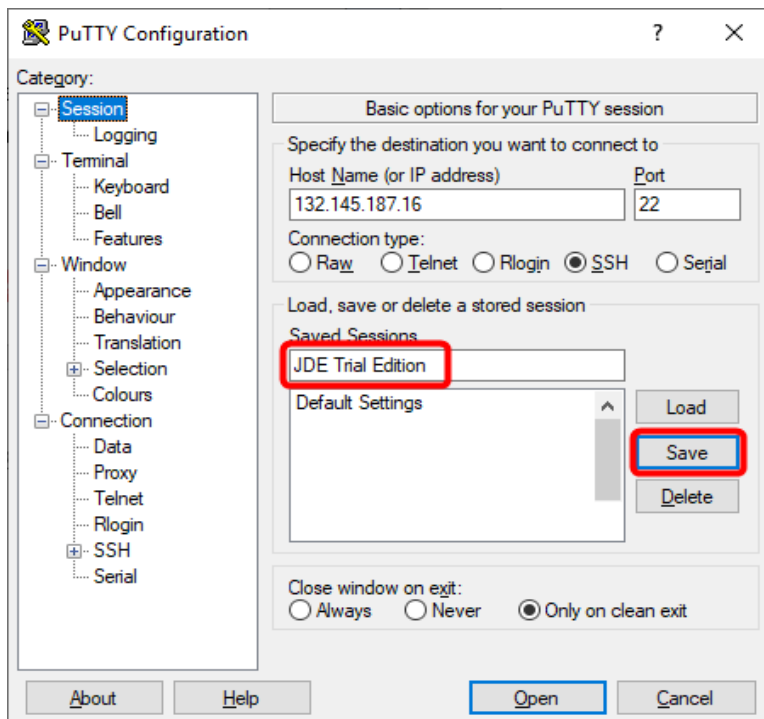 PuTTY Configuration
?
Category:
Session
Logging
Terminal
Keyboard
Bell
Features
Window
Appearance
Behaviour
Translation
Selection
Colours
Connection
Data
Proxy
Telnet
Rlogin
SSH
Serial
Basic options for your PuTTY session
Specify the destination you want to connect to
Host Name (or IP address) Port
132.145.187.16 22
Connection type:
Raw Telnet Rlogin SSH Serial
Load, save or delete a stored session
Saved Sessions
JDE Trial Edition
Default Settings
Load
Save
Delete
Close window on exit:
Always Never Only on clean exit
About Help Open Cancel